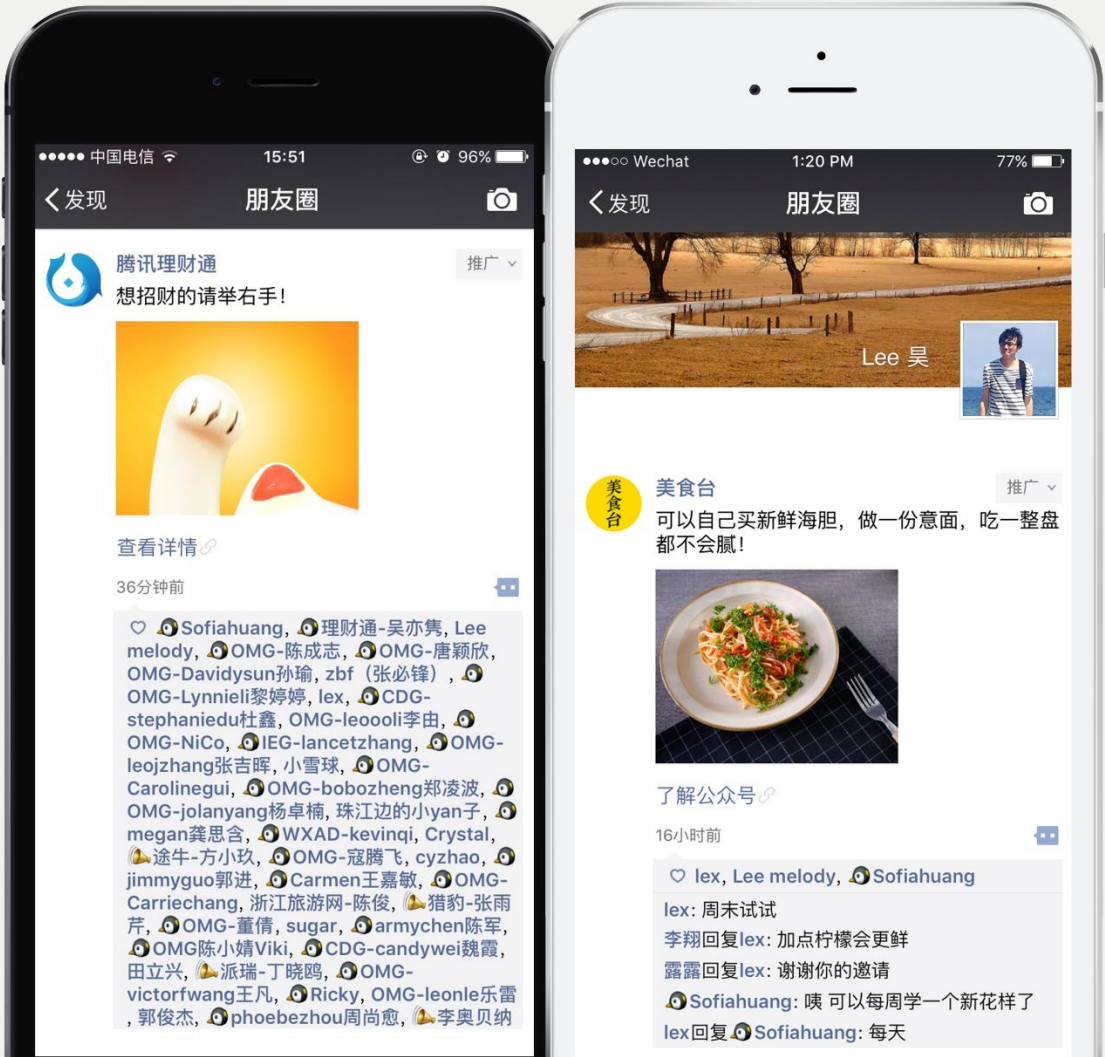 中国电信 15:51 96%
发现 朋友圈
腾讯理财通 推广
想招财的请举右手!
查看详情
36分钟前
Sofiahuang, 理财通-吴亦隽, Lee
melody, OMG-陈成志, OMG-唐颖欣,
OMG-Davidysun孙瑜, zbf（张必锋）,
OMG-Lynnieli黎婷婷, lex, CDG-
stephaniedu杜鑫, OMG-leoooli李由,
OMG-NiCo, IEG-lancetzhang, OMG-
leojzhang张吉晖, 小雪球, OMG-
Carolinegui, OMG-bobozheng郑凌波,
OMG-jolanyang杨卓楠, 珠江边的小yan子,
megan龚思含, WXAD-kevinqi, Crystal,
途牛-方小玖, OMG-寇腾飞, cyzhao,
jimmyguo郭进, Carmen王嘉敏, OMG-
Carriechang, 浙江旅游网-陈俊, 猎豹-张雨
芹, OMG-董倩, sugar, armychen陈军,
OMG陈小婧Viki, CDG-candywei魏霞,
田立兴, 派瑞-丁晓鸥, OMG-
victorfwang王凡, Ricky, OMG-leonle乐雷
, 郭俊杰, phoebezhou周尚愈, 李奥贝纳
Wechat 1:20 PM 77%
发现 朋友圈
Lee 昊
美食台
美食台 推广
可以自己买新鲜海胆，做一份意面，吃一整盘
都不会腻!
了解公众号
16小时前
lex, Lee melody, Sofiahuang
lex: 周末试试
李翔回复lex: 加点柠檬会更鲜
露露回复lex: 谢谢你的邀请
Sofiahuang: 咦 可以每周学一个新花样了
lex回复Sofiahuang: 每天